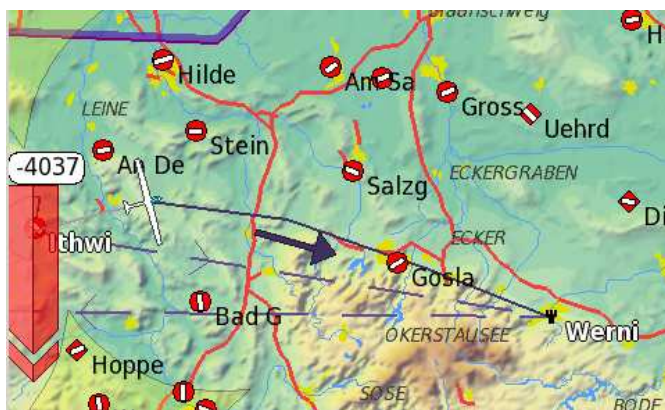 Braunschweig
H
Hilde
Am Sa
Gross
LEINE
Uehrd
Stein
An De
-4037
Salzg
ECKERGRABEN
Di
Ithwi
ECKER
Gosla
Bad G
OKERSTAUSEE
Werni
Hoppe
SÖSE
BODE